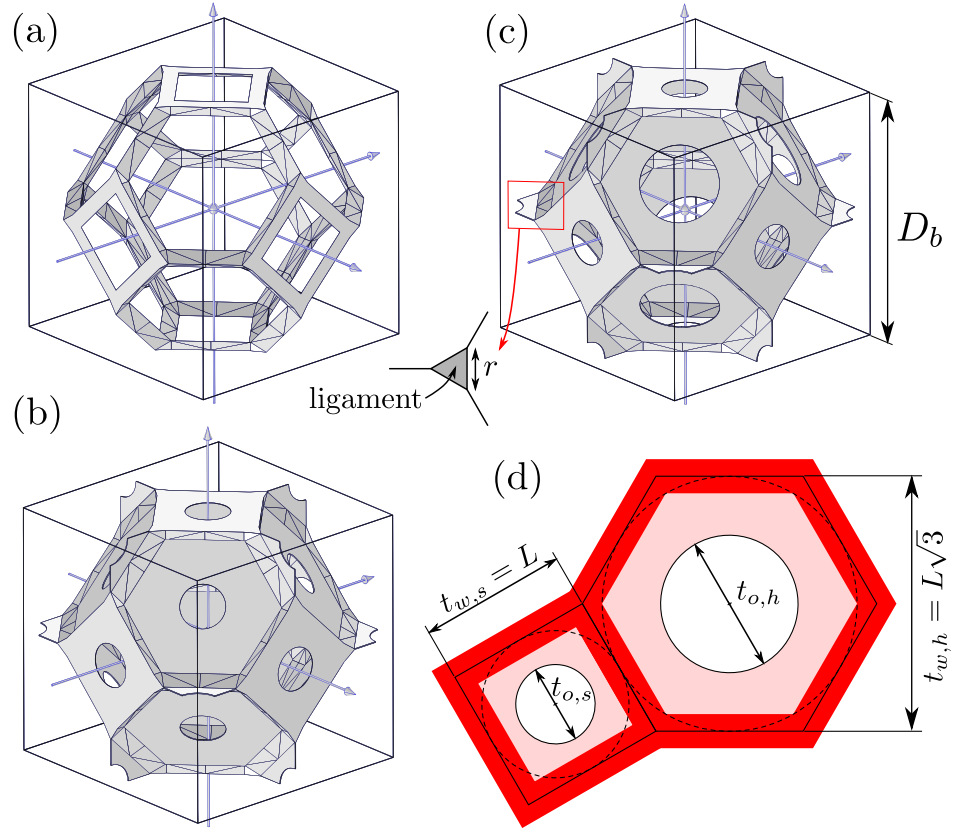 (a)
(c)
D_b
r
ligament
(b)
(d)
t_{w,s} = L
t_{o,h}
t_{o,s}
t_{w,h} = L√3